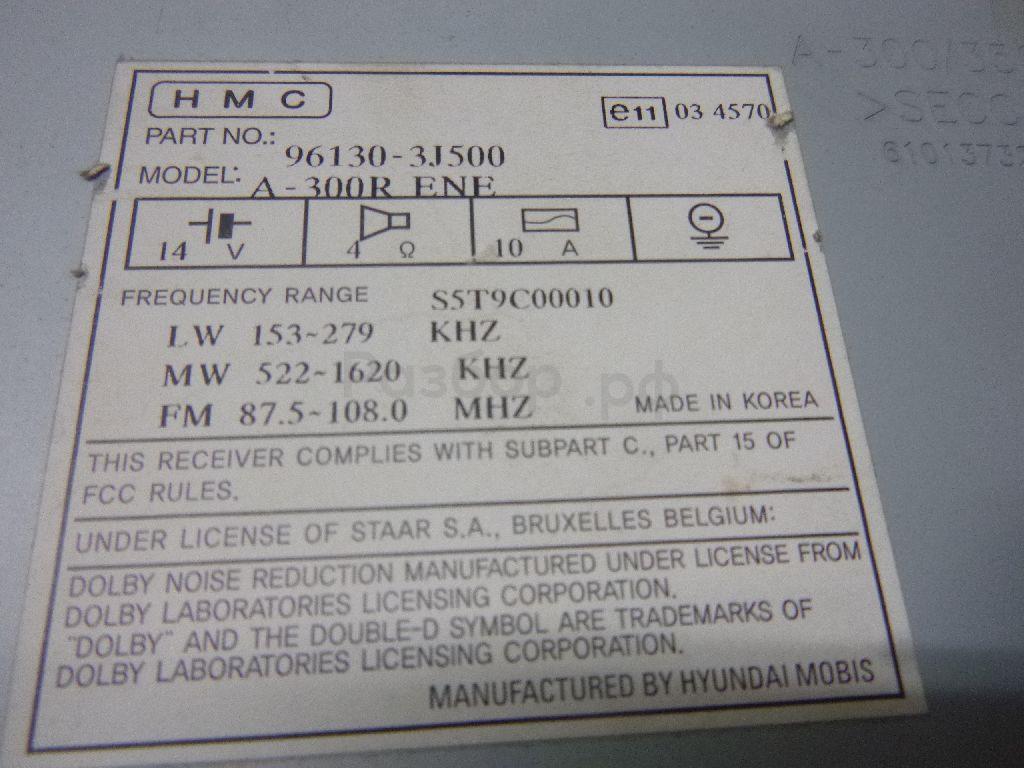 HMC
e11 03 4570
PART NO.: 96130-3J500
MODEL: A-300R ENE
14 V
4 Ω
10 A
FREQUENCY RANGE S5T9C00010
LW 153~279 KHZ
MW 522~1620 KHZ
FM 87.5~108.0 MHZ
MADE IN KOREA
THIS RECEIVER COMPLIES WITH SUBPART C., PART 15 OF
FCC RULES.
UNDER LICENSE OF STAAR S.A., BRUXELLES BELGIUM:
DOLBY NOISE REDUCTION MANUFACTURED UNDER LICENSE FROM
DOLBY LABORATORIES LICENSING CORPORATION.
"DOLBY" AND THE DOUBLE-D SYMBOL ARE TRADEMARKS OF
DOLBY LABORATORIES LICENSING CORPORATION.
MANUFACTURED BY HYUNDAI MOBIS
Разбор.рф
>SECC